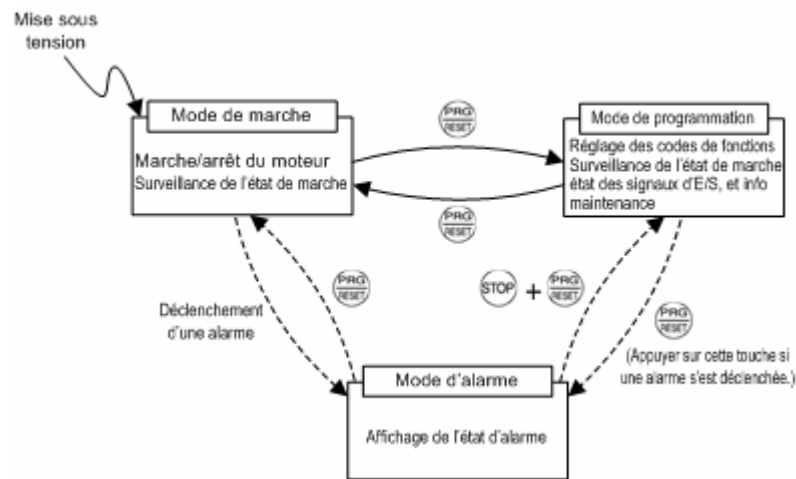 Mise sous
tension
Mode de marche
Marche/arrêt du moteur
Surveillance de l'état de marche
PRG
RESET
PRG
RESET
Mode de programmation
Réglage des codes de fonctions
Surveillance de l'état de marche
état des signaux d'E/S, et info
maintenance
Déclenchement
d'une alarme
PRG
RESET
STOP + PRG
RESET
PRG
RESET
(Appuyer sur cette touche si
une alarme s'est déclenchée.)
Mode d'alarme
Affichage de l'état d'alarme